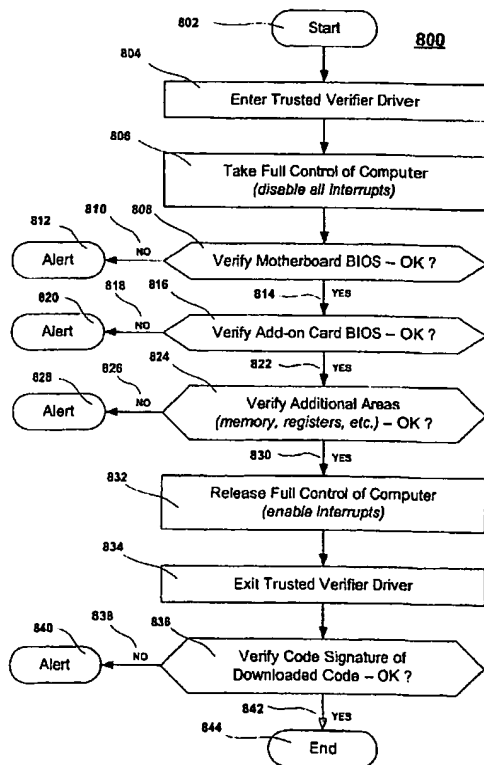 802
Start
800
804
Enter Trusted Verifier Driver
806
Take Full Control of Computer
(disable all Interrupts)
808
810
812
NO
Alert
Verify Motherboard BIOS – OK ?
814
YES
816
818
820
NO
Alert
Verify Add-on Card BIOS – OK ?
822
YES
824
826
828
NO
Alert
Verify Additional Areas
(memory, registers, etc.) – OK ?
830
YES
832
Release Full Control of Computer
(enable Interrupts)
834
Exit Trusted Verifier Driver
836
838
840
NO
Alert
Verify Code Signature of
Downloaded Code – OK ?
842
YES
844
End